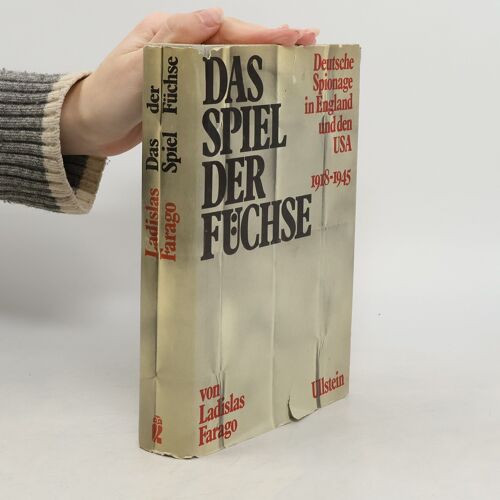 DAS
SPIEL
DER
FÜCHSE
Deutsche
Spionage
in England
und den
USA
1918-1945
von
Ladislas
Farago
Ullstein
Ladislas Das der
Farago Spiel Füchse